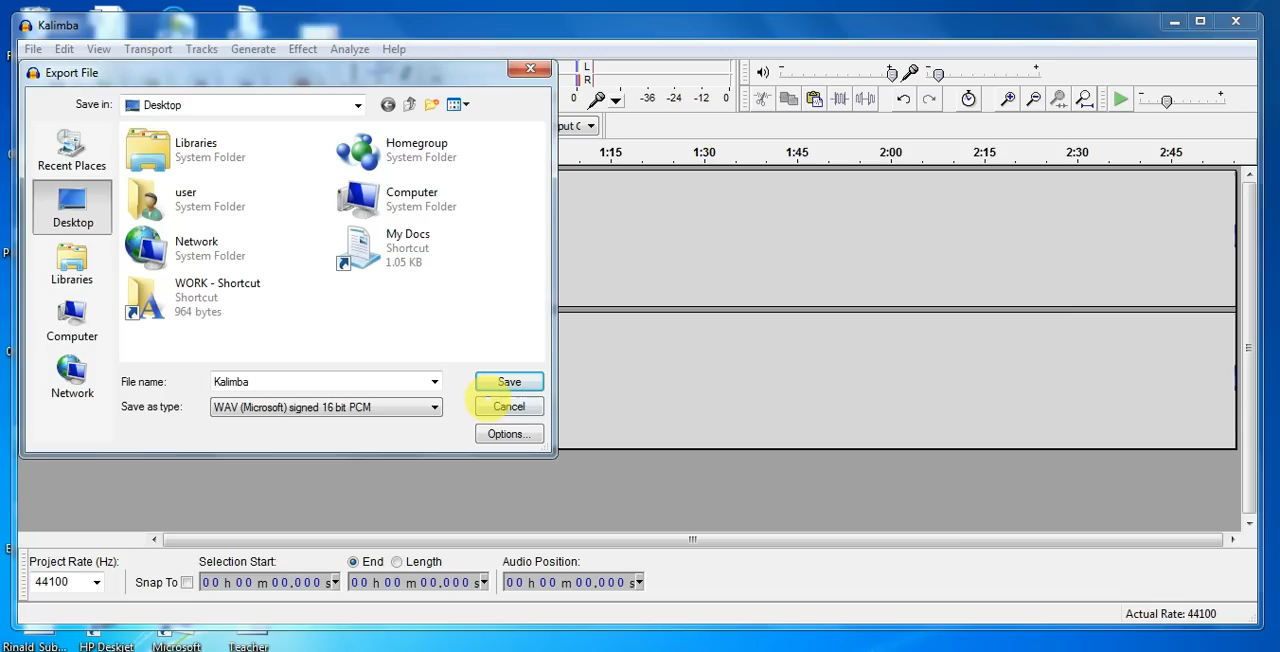 Kalimba
File Edit View Transport Tracks Generate Effect Analyze Help
Export File
L
R
0 -36 -24 -12 0
Save in: Desktop
1:15 1:30 1:45 2:00 2:15 2:30 2:45
Recent Places
Desktop
Libraries
Computer
Network
Libraries
System Folder
Homegroup
System Folder
user
System Folder
Computer
System Folder
Network
System Folder
My Docs
Shortcut
1.05 KB
WORK - Shortcut
Shortcut
964 bytes
File name: Kalimba Save
Save as type: WAV (Microsoft) signed 16 bit PCM Cancel
Options...
Project Rate (Hz): Selection Start: End Length Audio Position:
44100 Snap To 00 h 00 m 00.000 s 00 h 00 m 00.000 s 00 h 00 m 00.000 s
Actual Rate: 44100
Rinald_Sub... HP Deskjet Microsoft Teacher